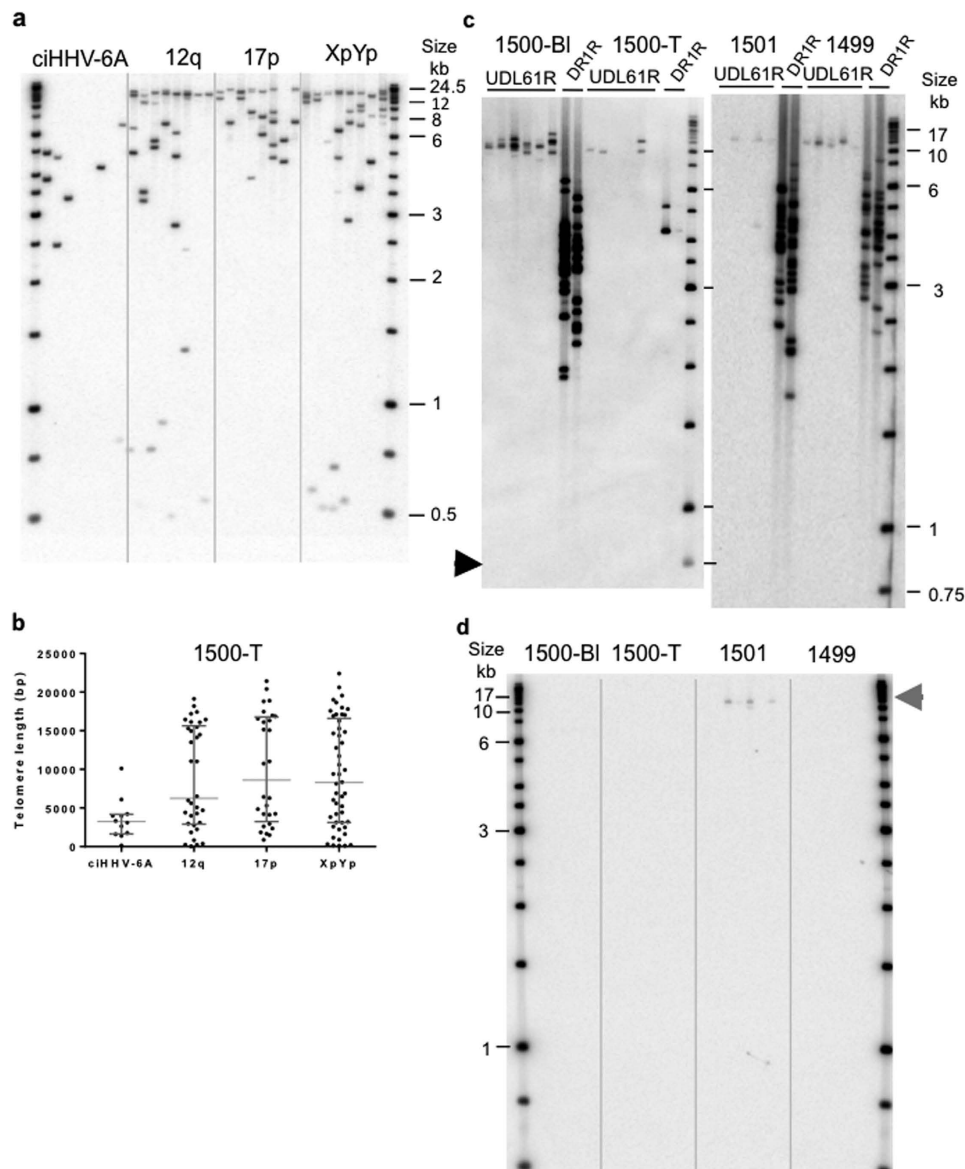 a
ciHHV-6A 12q 17p XpYp
Size
kb
24.5
12
8
6
3
2
1
0.5
b
1500-T
Telomere length (bp)
25000
20000
15000
10000
5000
0
ciHHV-6A 12q 17p XpYp
c
1500-Bl 1500-T 1501 1499
UDL61R DR1R UDL61R DR1R UDL61R DR1R UDL61R DR1R
Size
kb
17
10
6
3
1
0.75
d
Size
kb
1500-Bl 1500-T 1501 1499
17
10
6
3
1